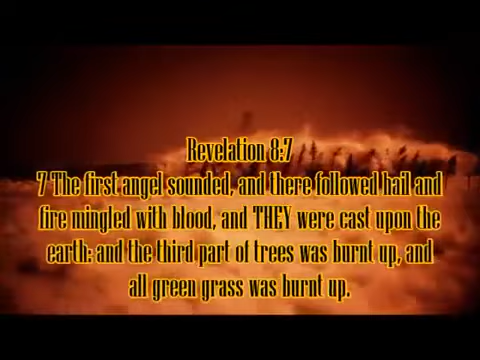 Revelation 8:7
7 The first angel sounded, and there followed hail and
fire mingled with blood, and THEY were cast upon the
earth: and the third part of trees was burnt up, and
all green grass was burnt up.